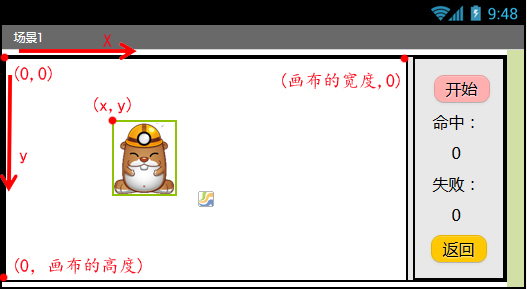 9:48
场景1
X
(0,0)
(画布的宽度,0)
开始
(x,y)
命中：
0
y
失败：
0
返回
(0，画布的高度)